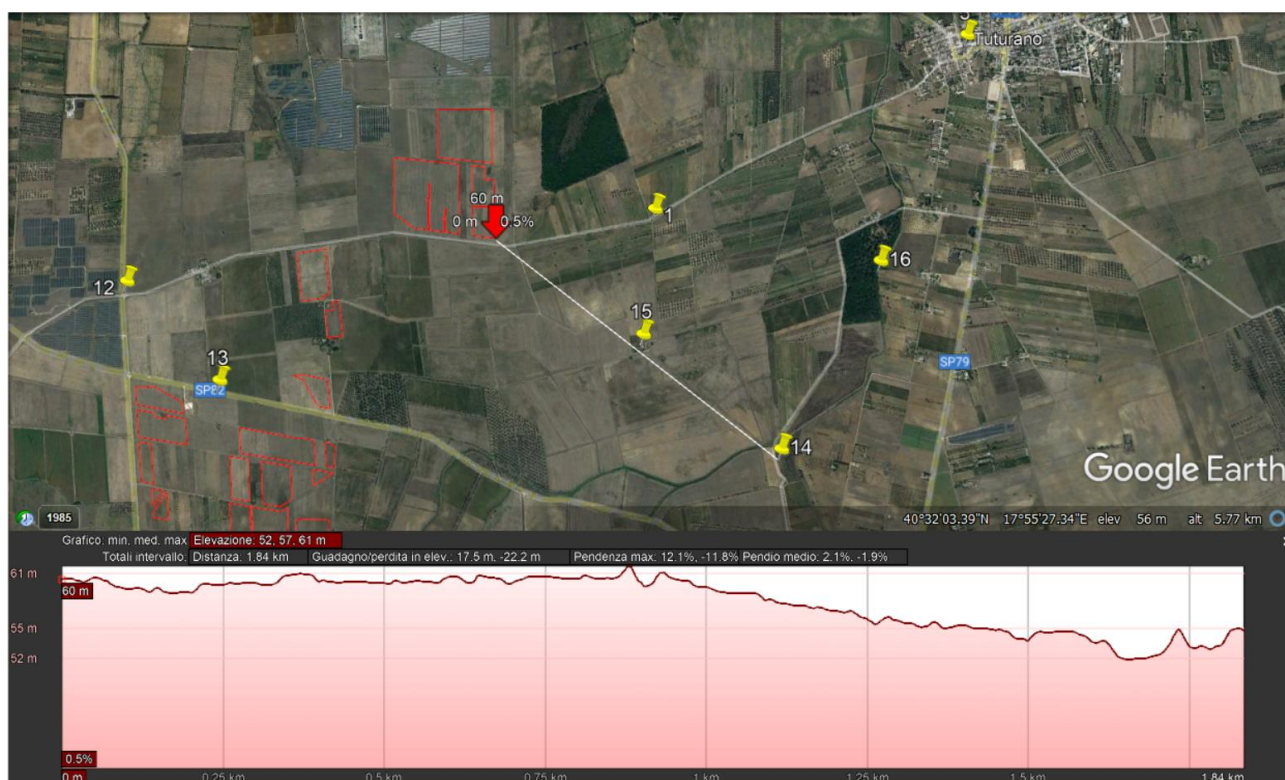 Tuturano
60 m
0 m 0.5%
1
12
16
15
13
SP82
SP79
14
Google Earth
1985
40°32'03.39"N 17°55'27.34"E elev 56 m alt 5.77 km
Grafico: min. med. max Elevazione: 52, 57, 61 m
Totali intervallo: Distanza: 1.84 km Guadagno/perdita in elev.: 17.5 m, -22.2 m Pendenza max: 12.1%, -11.8% Pendio medio: 2.1%, -1.9%
61 m
60 m
55 m
52 m
0.5%
0 m 0.25 km 0.5 km 0.75 km 1 km 1.25 km 1.5 km 1.84 km